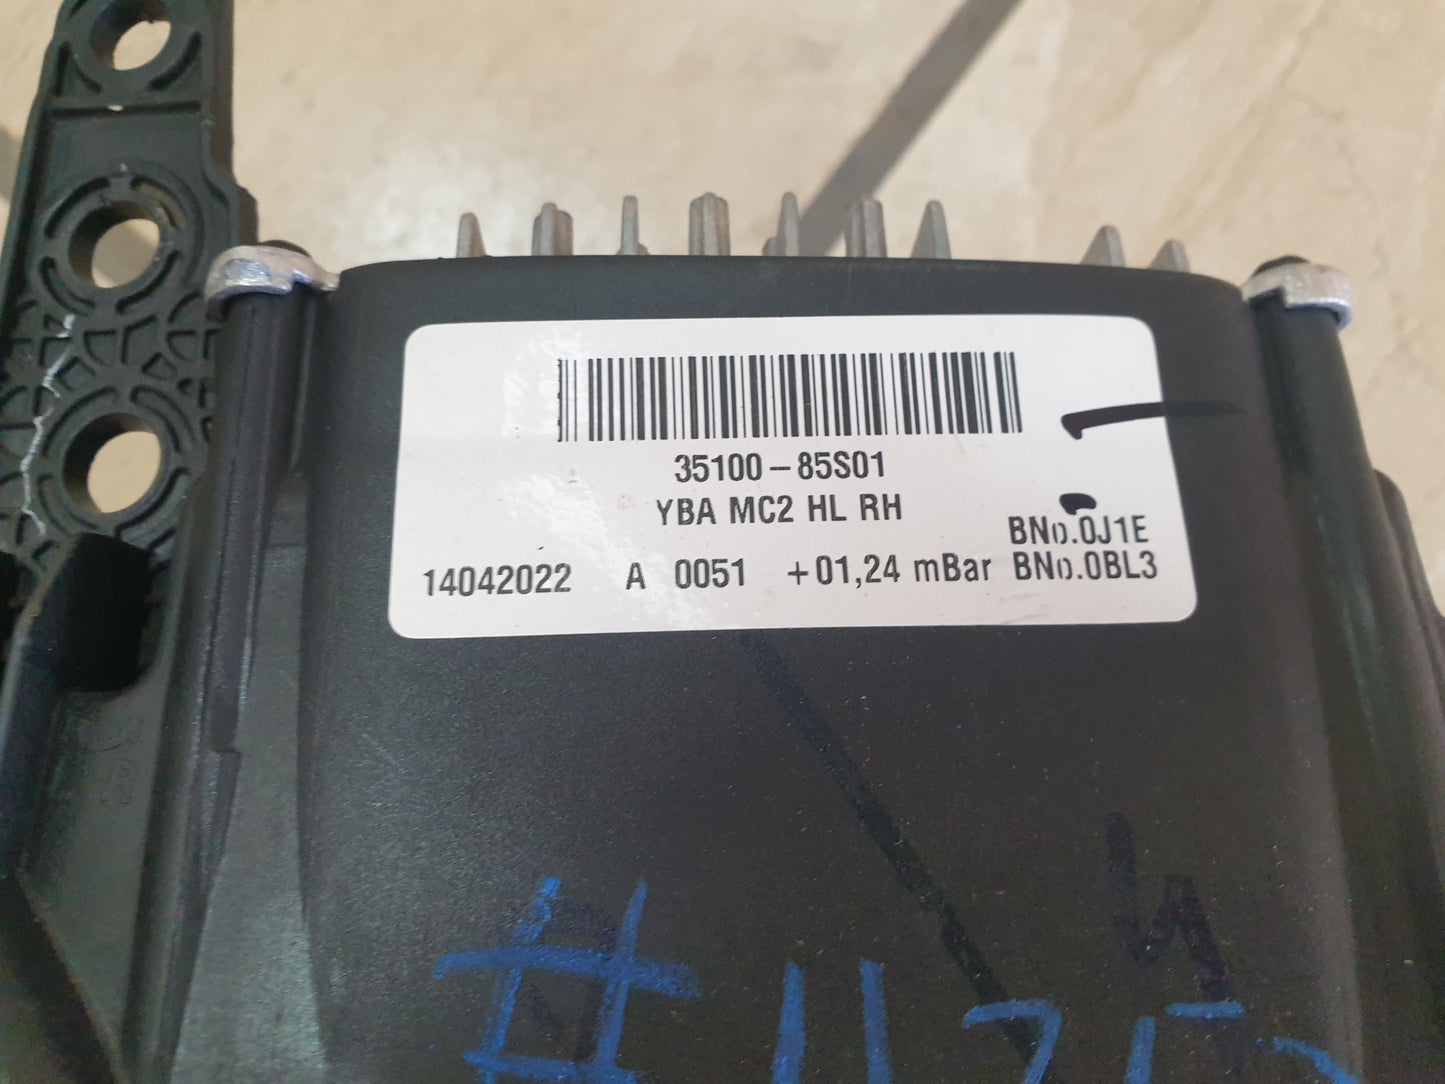 35100-85S01
YBA MC2 HL RH
BNo.0J1E
14042022 A 0051 +01,24 mBar BNo.0BL3